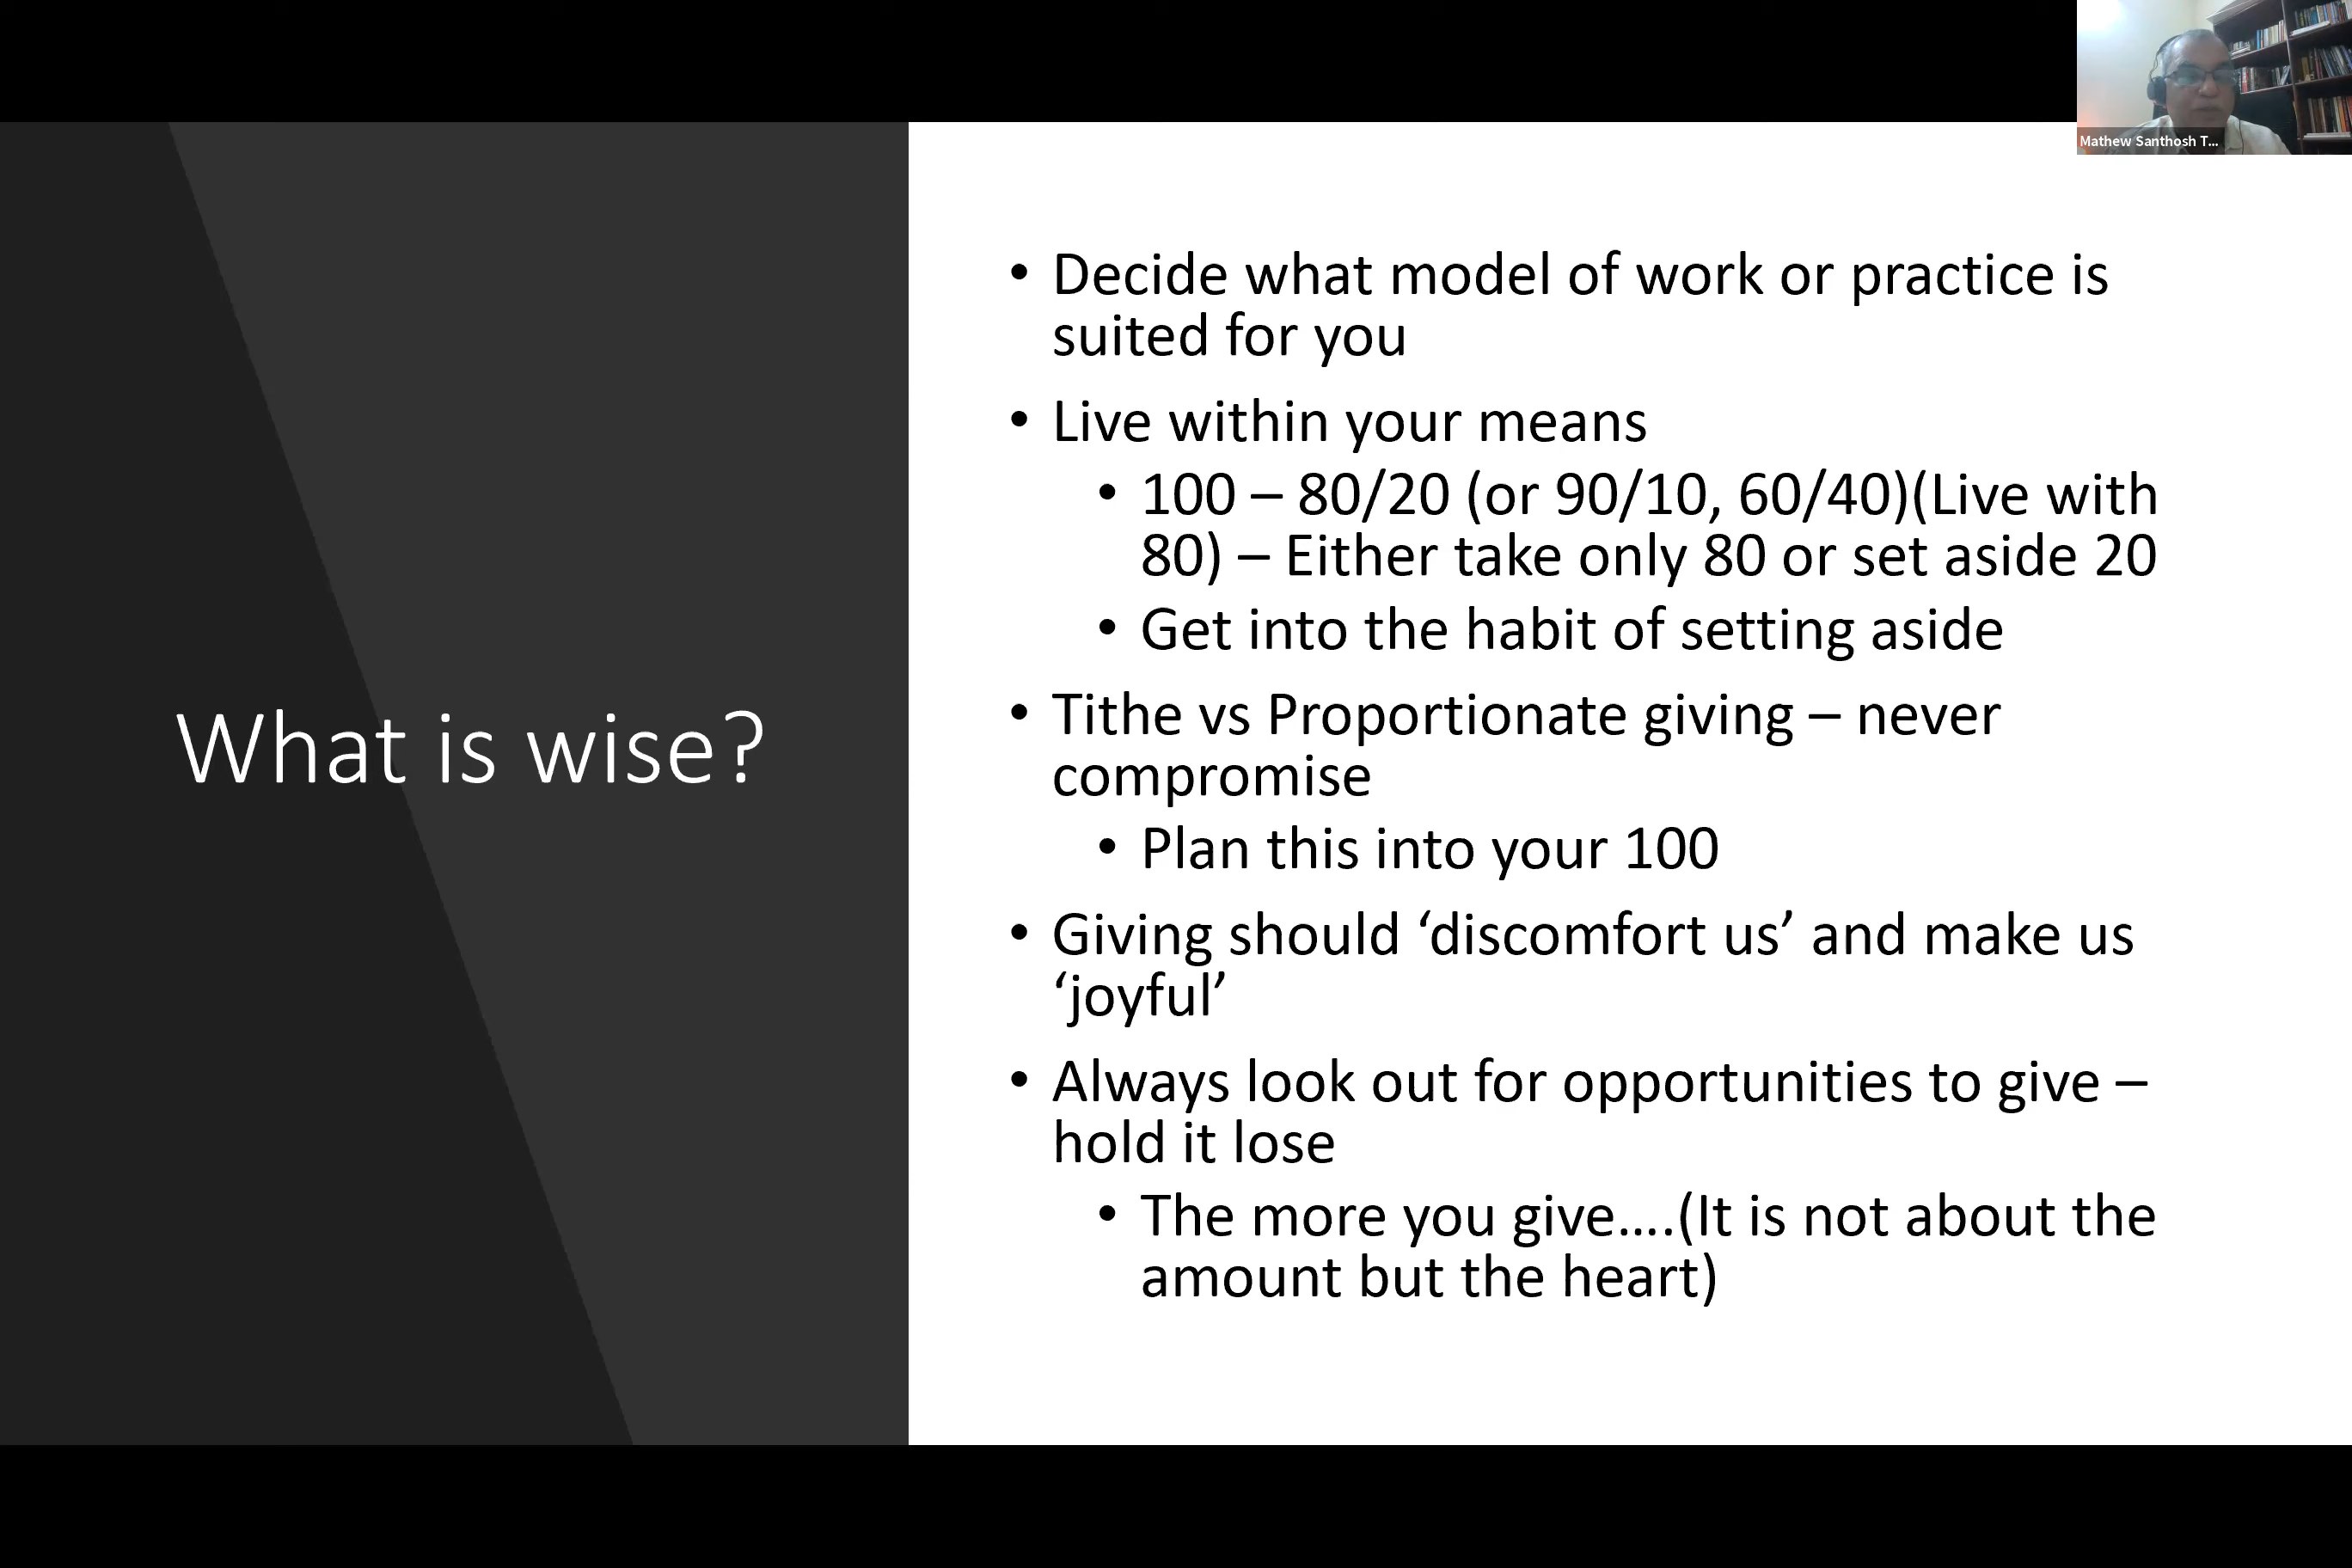 Mathew Santhosh T...
What is wise?
• Decide what model of work or practice is
suited for you
• Live within your means
• 100 – 80/20 (or 90/10, 60/40)(Live with
80) – Either take only 80 or set aside 20
• Get into the habit of setting aside
• Tithe vs Proportionate giving – never
compromise
• Plan this into your 100
• Giving should ‘discomfort us’ and make us
‘joyful’
• Always look out for opportunities to give –
hold it lose
• The more you give....(It is not about the
amount but the heart)